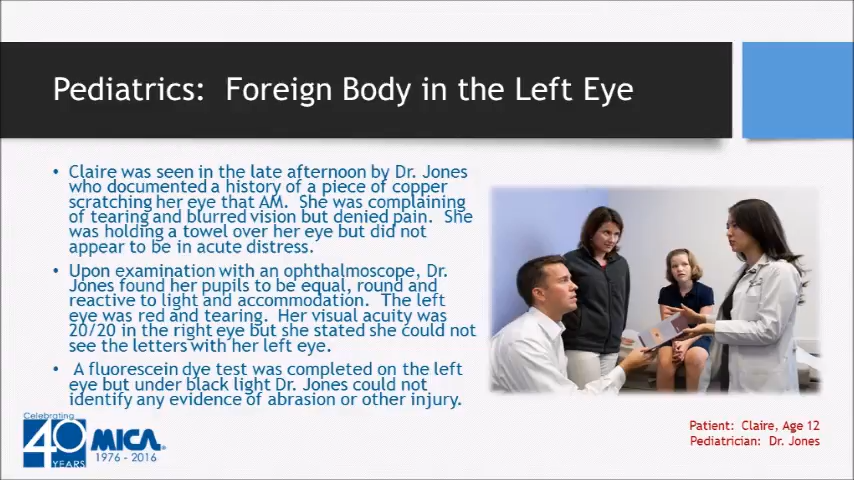 Pediatrics:  Foreign Body in the Left Eye
• Claire was seen in the late afternoon by Dr. Jones
who documented a history of a piece of copper
scratching her eye that AM.  She was complaining
of tearing and blurred vision but denied pain.  She
was holding a towel over her eye but did not
appear to be in acute distress.
• Upon examination with an ophthalmoscope, Dr.
Jones found her pupils to be equal, round and
reactive to light and accommodation.  The left
eye was red and tearing.  Her visual acuity was
20/20 in the right eye but she stated she could not
see the letters with her left eye.
• A fluorescein dye test was completed on the left
eye but under black light Dr. Jones could not
identify any evidence of abrasion or other injury.
Celebrating
40 MICA®
YEARS 1976 - 2016
Patient:  Claire, Age 12
Pediatrician:  Dr. Jones